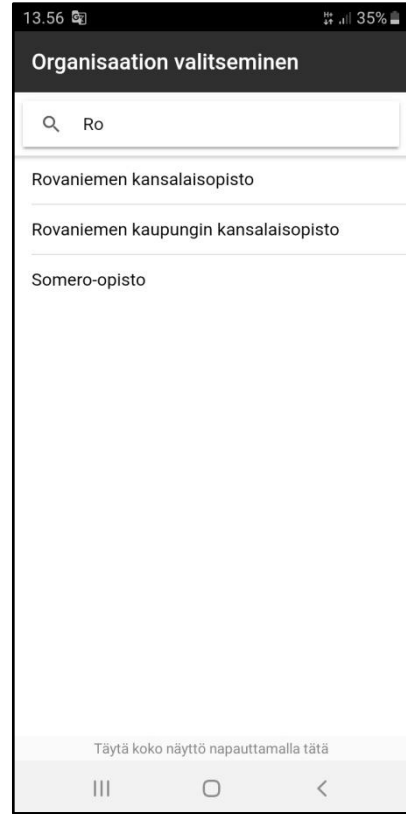 13.56 H+ 35%
Organisaation valitseminen
Ro
Rovaniemen kansalaisopisto
Rovaniemen kaupungin kansalaisopisto
Somero-opisto
Täytä koko näyttö napauttamalla tätä